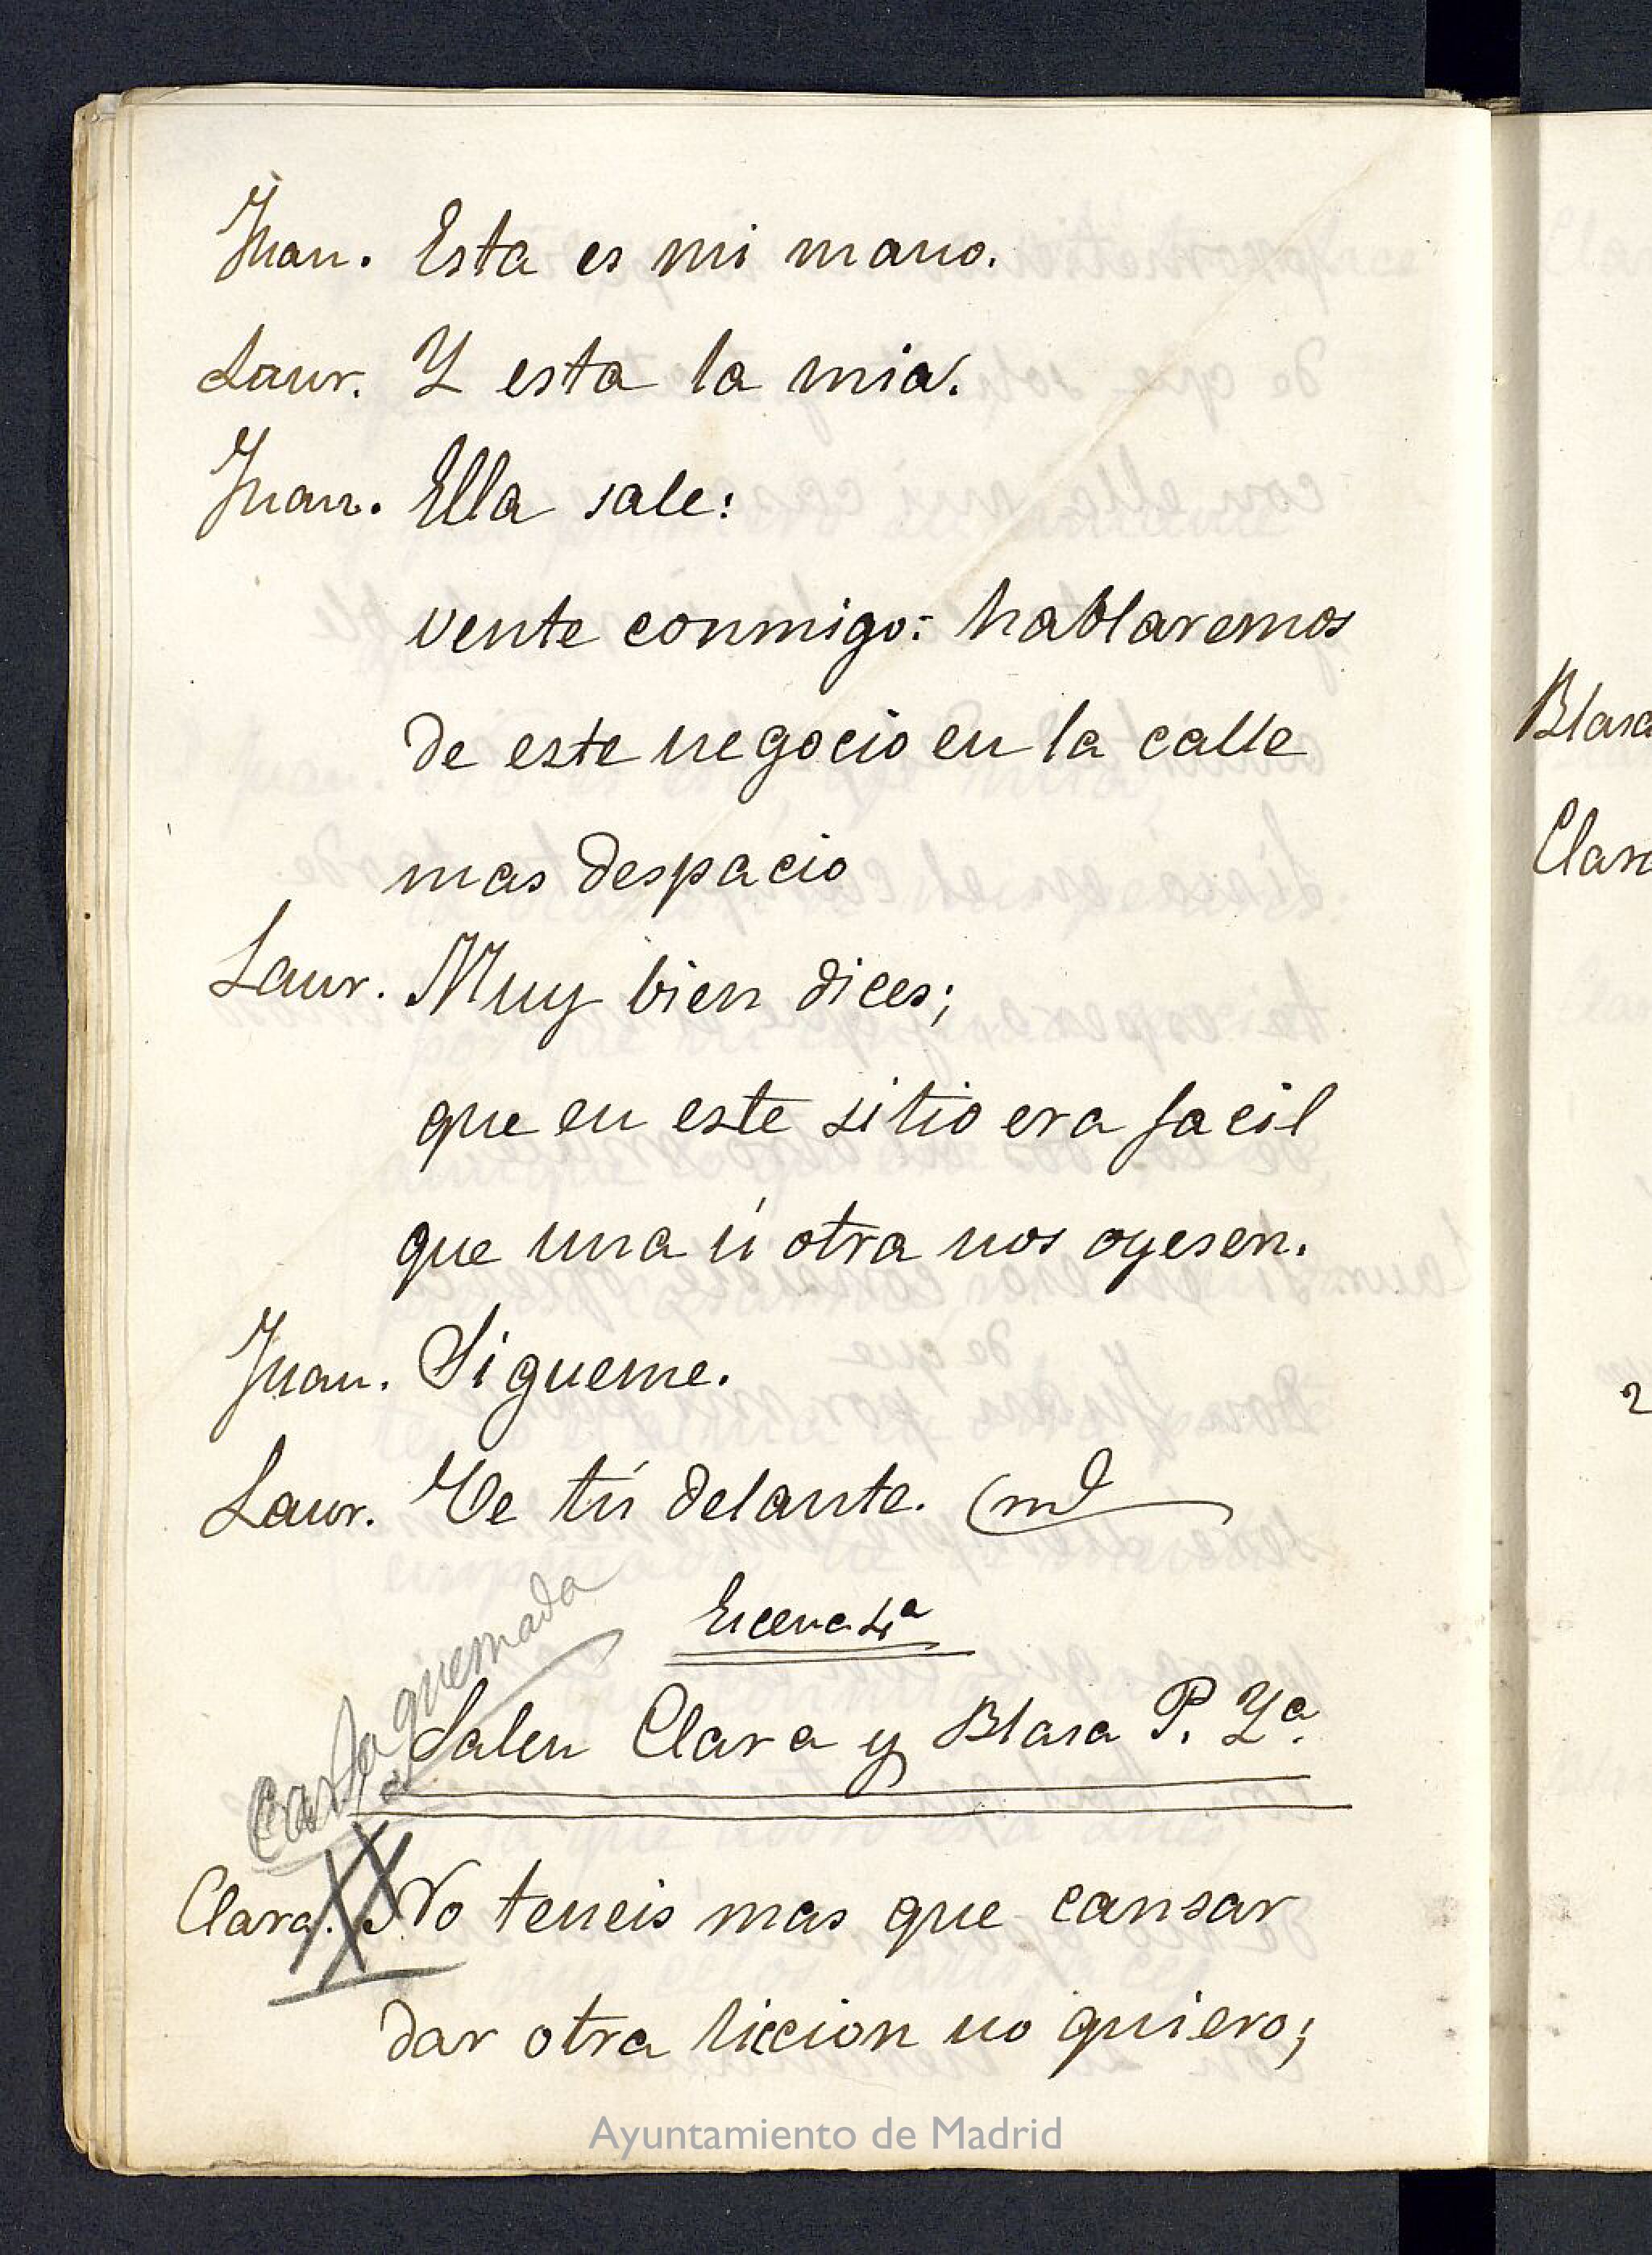 Juan. Esta es mi mano.
Laur. Y esta la mia.
Juan. Ella sale:
vente conmigo: hablaremos
de este negocio en la calle
mas despacio
Laur. Muy bien dices;
que en este sitio era facil
que una ú otra nos oyesen.
Juan. Sigueme.
Laur. Ve tú delante.
Escena 4ª
Carta quemada
Salen Clara y Blasa P. Yª.
Clara. No teneis mas que cansar
dar otra liccion no quiero;
Blasa
Clara
Ayuntamiento de Madrid